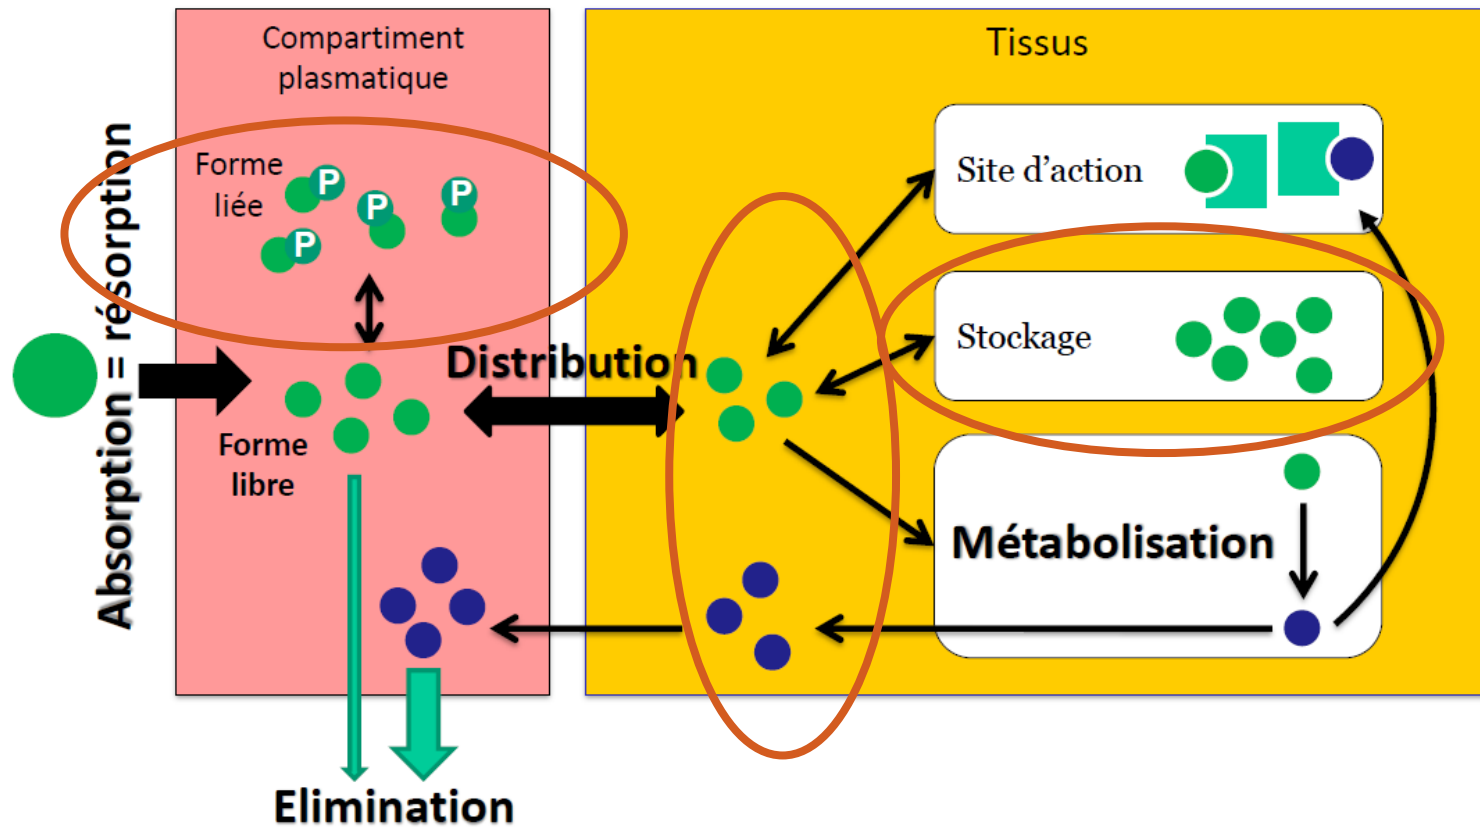 Compartiment
plasmatique
Tissus
Absorption = résorption
Forme
liée
P
P
P
P
Site d'action
Stockage
Distribution
Forme
libre
Métabolisation
Elimination